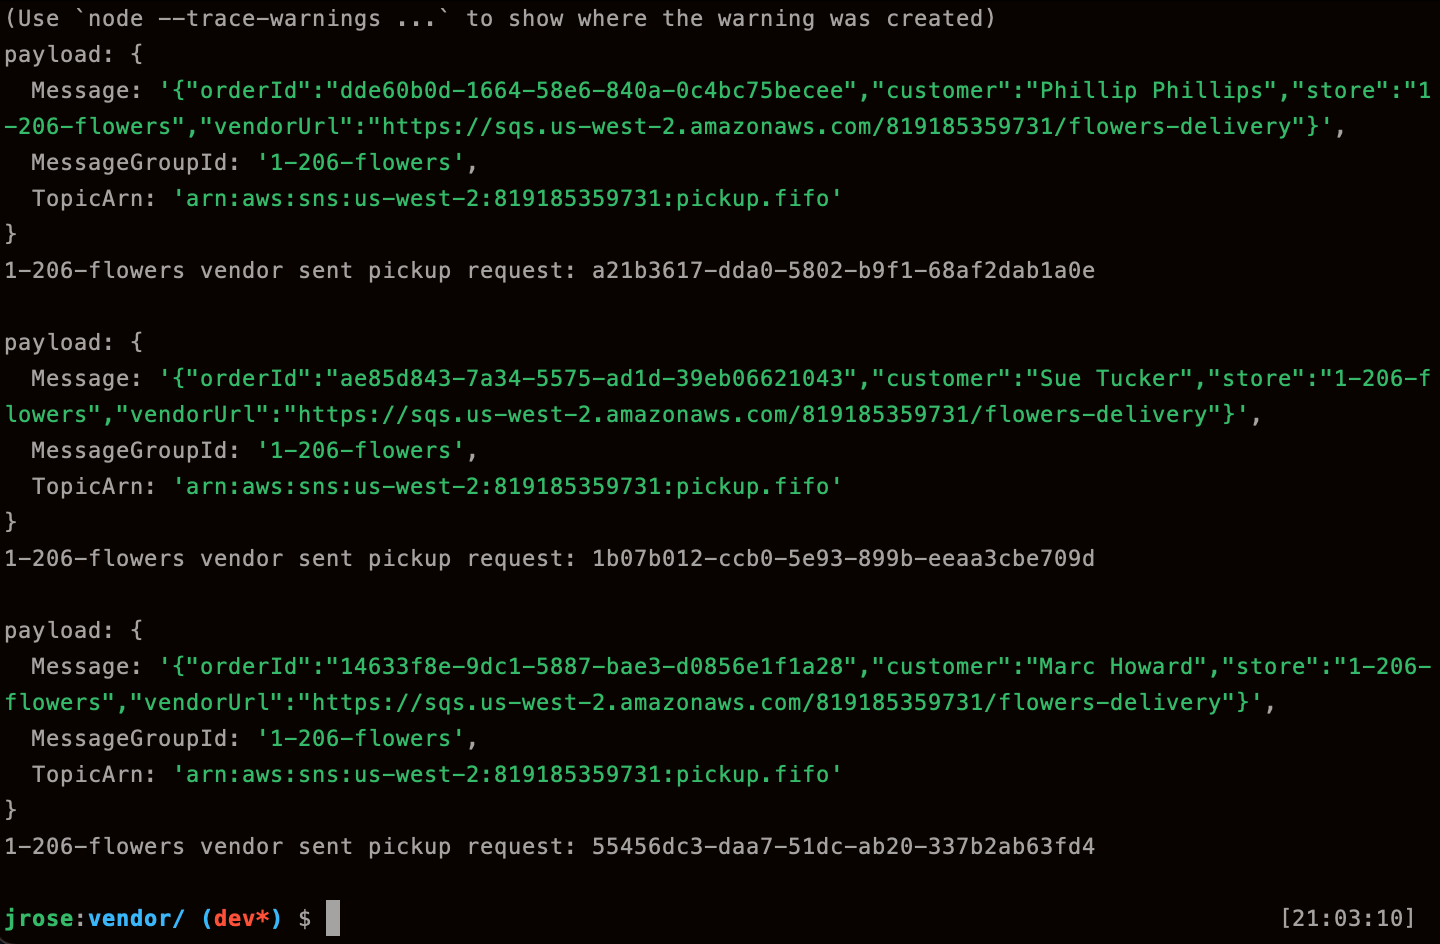 (Use `node --trace-warnings ...` to show where the warning was created)
payload: {
  Message: '{"orderId":"dde60b0d-1664-58e6-840a-0c4bc75becee","customer":"Phillip Phillips","store":"1
-206-flowers","vendorUrl":"https://sqs.us-west-2.amazonaws.com/819185359731/flowers-delivery"}',
  MessageGroupId: '1-206-flowers',
  TopicArn: 'arn:aws:sns:us-west-2:819185359731:pickup.fifo'
}
1-206-flowers vendor sent pickup request: a21b3617-dda0-5802-b9f1-68af2dab1a0e

payload: {
  Message: '{"orderId":"ae85d843-7a34-5575-ad1d-39eb06621043","customer":"Sue Tucker","store":"1-206-f
lowers","vendorUrl":"https://sqs.us-west-2.amazonaws.com/819185359731/flowers-delivery"}',
  MessageGroupId: '1-206-flowers',
  TopicArn: 'arn:aws:sns:us-west-2:819185359731:pickup.fifo'
}
1-206-flowers vendor sent pickup request: 1b07b012-ccb0-5e93-899b-eeaa3cbe709d

payload: {
  Message: '{"orderId":"14633f8e-9dc1-5887-bae3-d0856e1f1a28","customer":"Marc Howard","store":"1-206-
flowers","vendorUrl":"https://sqs.us-west-2.amazonaws.com/819185359731/flowers-delivery"}',
  MessageGroupId: '1-206-flowers',
  TopicArn: 'arn:aws:sns:us-west-2:819185359731:pickup.fifo'
}
1-206-flowers vendor sent pickup request: 55456dc3-daa7-51dc-ab20-337b2ab63fd4

jrose:vendor/ (dev*) $ [21:03:10]